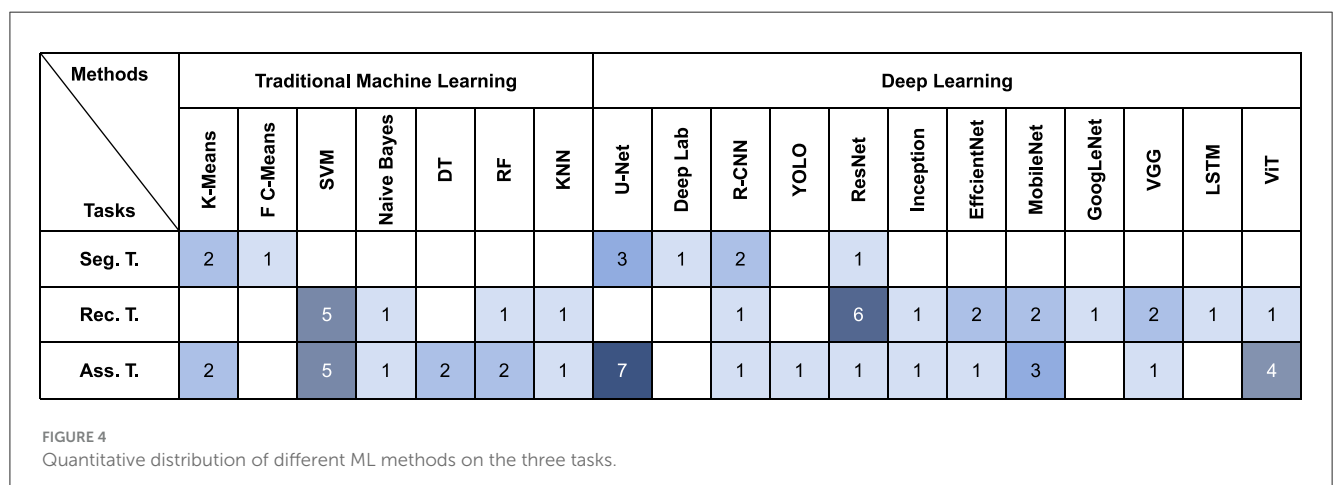 Methods Traditional Machine Learning Deep Learning
Tasks K-Means F C-Means SVM Naive Bayes DT RF KNN U-Net Deep Lab R-CNN YOLO ResNet Inception EffcientNet MobileNet GoogLeNet VGG LSTM ViT
Seg. T. 2 1 3 1 2 1
Rec. T. 5 1 1 1 1 6 1 2 2 1 2 1 1
Ass. T. 2 5 1 2 2 1 7 1 1 1 1 1 3 1 4
FIGURE 4
Quantitative distribution of different ML methods on the three tasks.